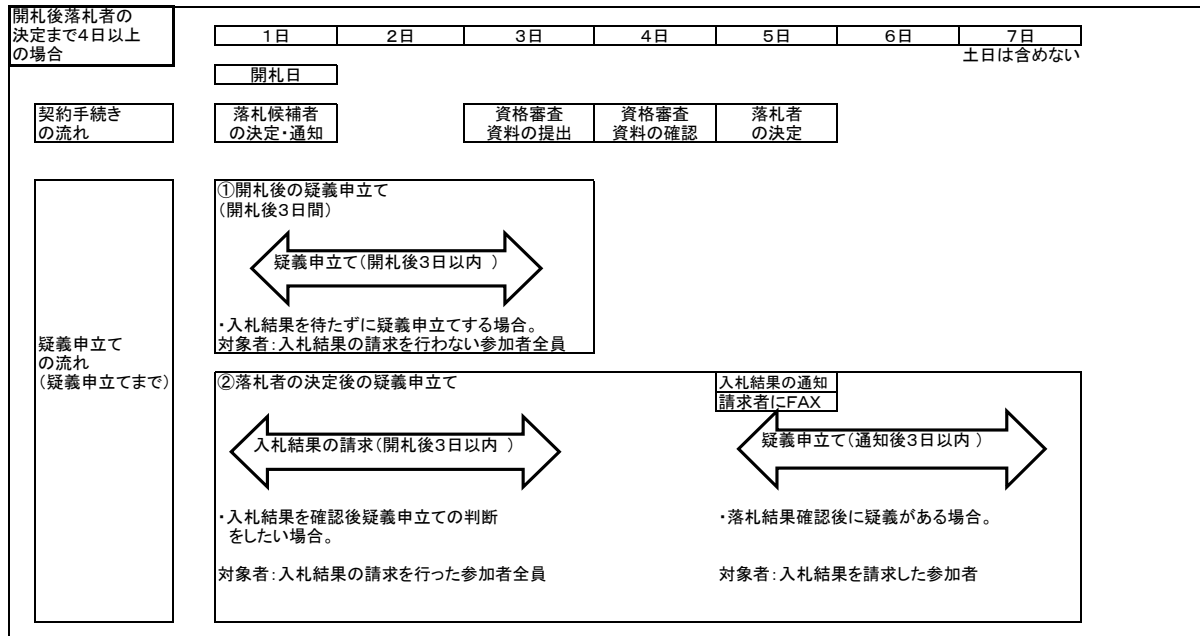 開札後落札者の
決定まで4日以上
の場合
1日 2日 3日 4日 5日 6日 7日
土日は含めない
開札日
契約手続き
の流れ
落札候補者
の決定・通知
資格審査
資料の提出
資格審査
資料の確認
落札者
の決定
疑義申立て
の流れ
(疑義申立てまで)
①開札後の疑義申立て
(開札後3日間)
疑義申立て(開札後3日以内 )
・入札結果を待たずに疑義申立てする場合。
対象者:入札結果の請求を行わない参加者全員
②落札者の決定後の疑義申立て
入札結果の請求(開札後3日以内 )
・入札結果を確認後疑義申立ての判断
をしたい場合。
対象者:入札結果の請求を行った参加者全員
入札結果の通知
請求者にFAX
疑義申立て(通知後3日以内 )
・落札結果確認後に疑義がある場合。
対象者:入札結果を請求した参加者